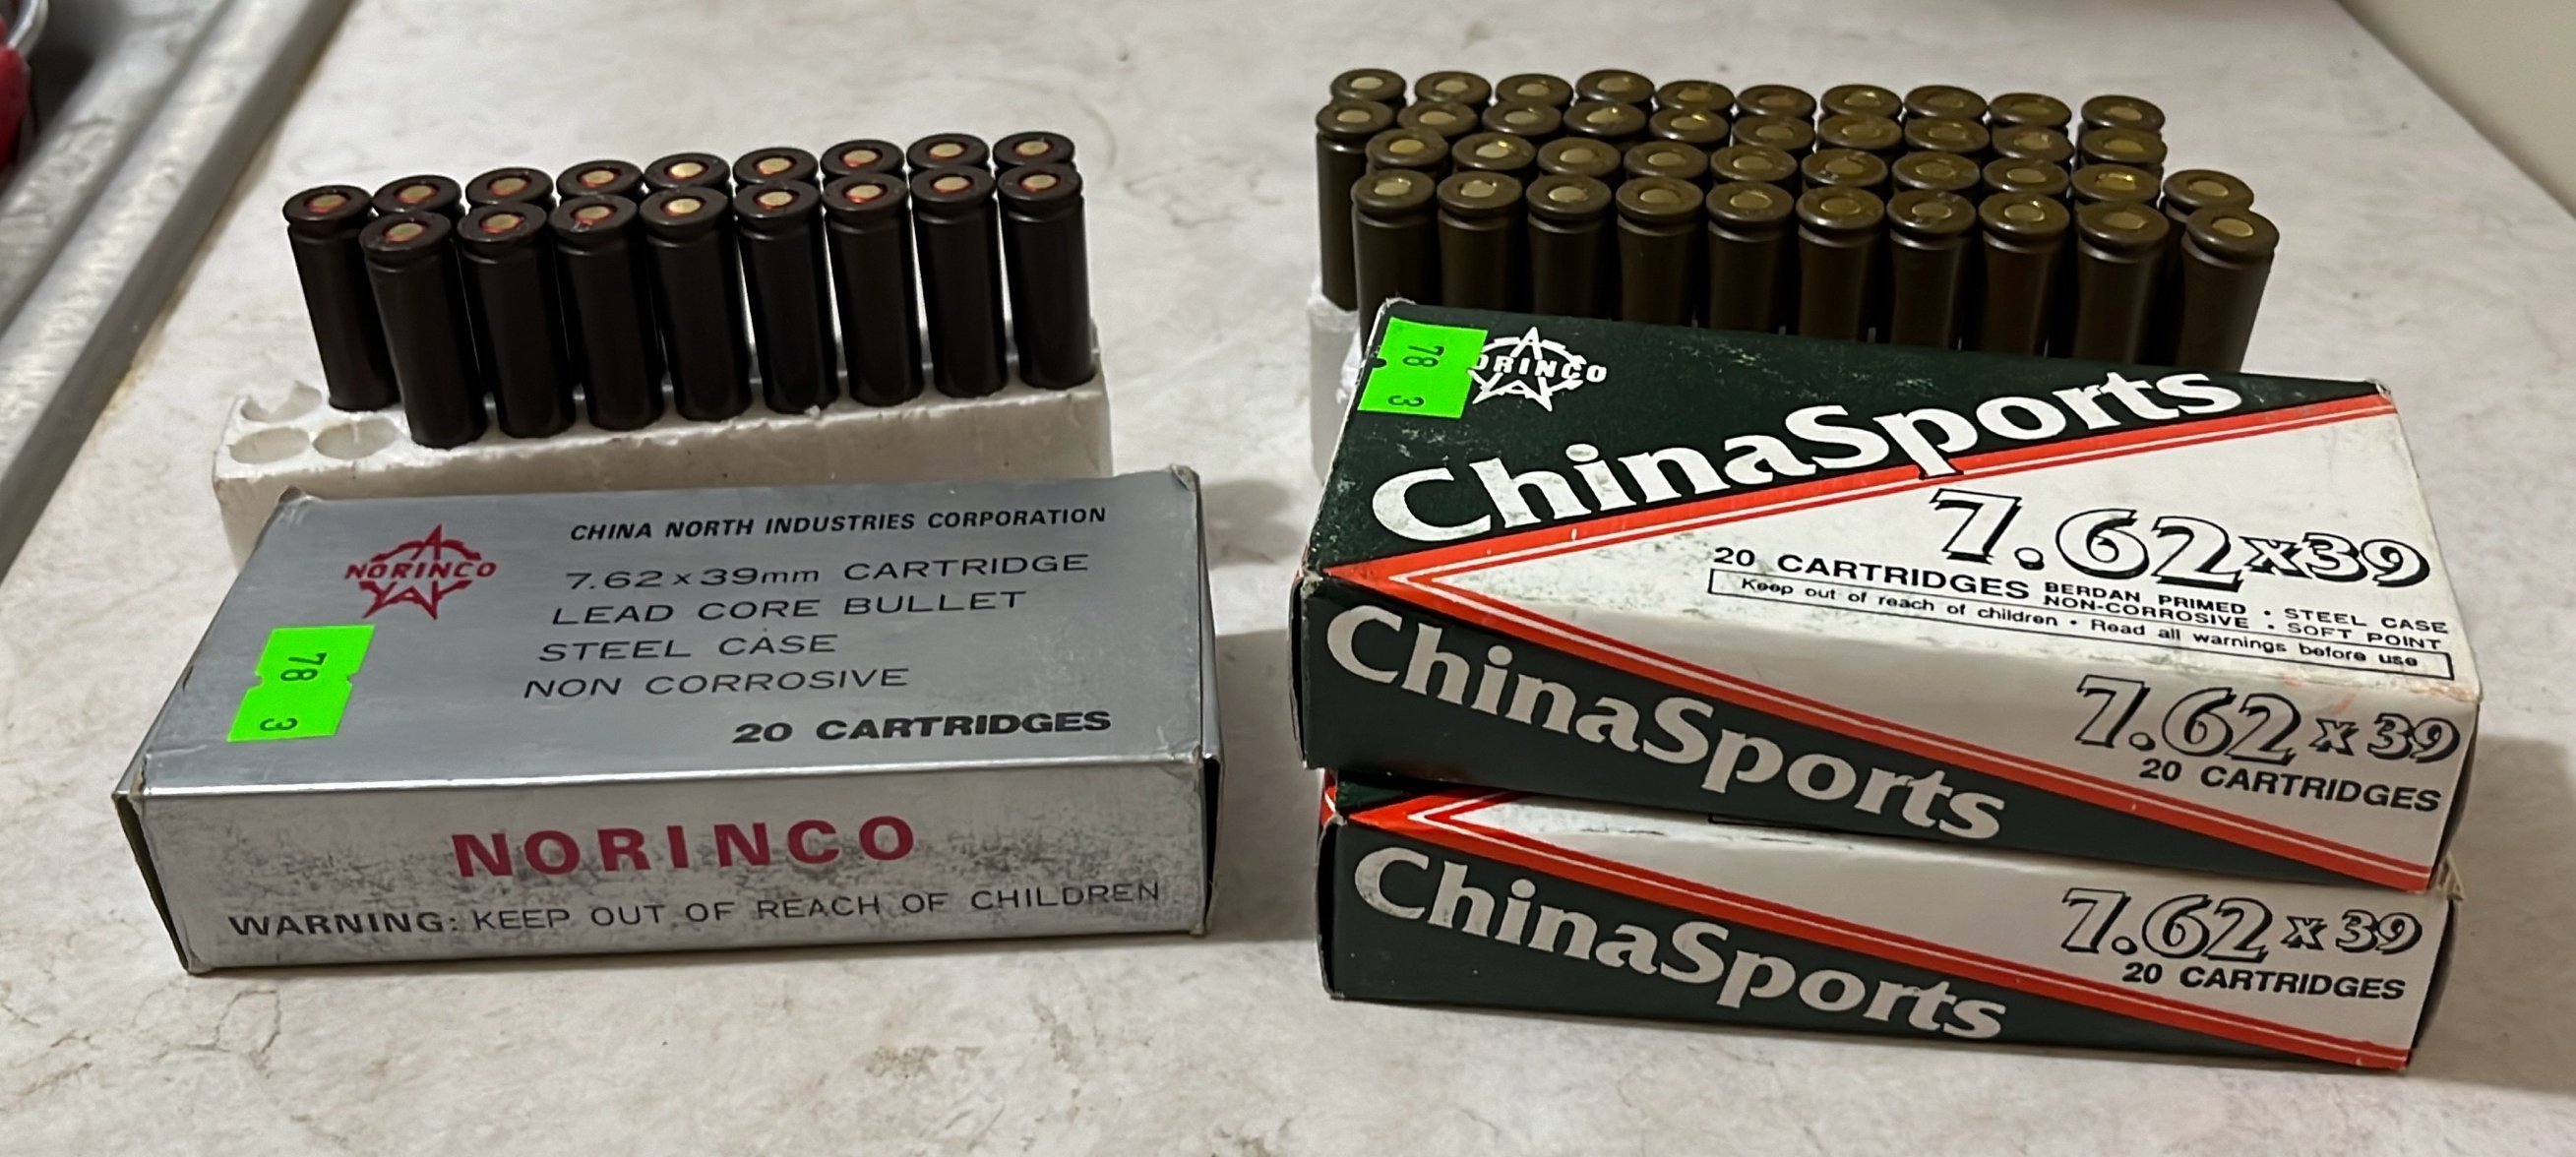 NORINCO
CHINA NORTH INDUSTRIES CORPORATION
7.62x39mm CARTRIDGE
LEAD CORE BULLET
STEEL CASE
NON CORROSIVE
20 CARTRIDGES
78
3
NORINCO
WARNING: KEEP OUT OF REACH OF CHILDREN
78
3
ORINCO
ChinaSports
7.62x39
20 CARTRIDGES
BERDAN PRIMED • STEEL CASE
NON-CORROSIVE • SOFT POINT
Keep out of reach of children • Read all warnings before use
ChinaSports
7.62x39
20 CARTRIDGES
ChinaSports
7.62x39
20 CARTRIDGES